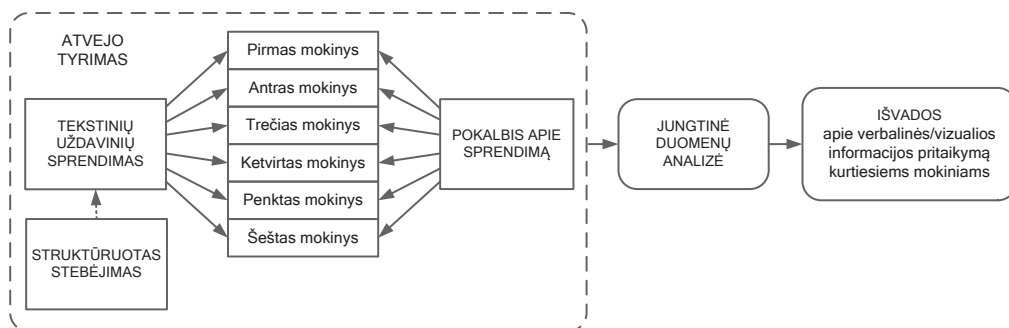 ATVEJO
TYRIMAS
TEKSTINIŲ
UŽDAVINIŲ
SPRENDIMAS
STRUKTŪRUOTAS
STEBĖJIMAS
Pirmas mokinys
Antras mokinys
Trečias mokinys
Ketvirtas mokinys
Penktas mokinys
Šeštas mokinys
POKALBIS APIE
SPRENDIMĄ
JUNGTINĖ
DUOMENŲ
ANALIZĖ
IŠVADOS
apie verbalinės/vizualios
informacijos pritaikymą
kurtiesiems mokiniams